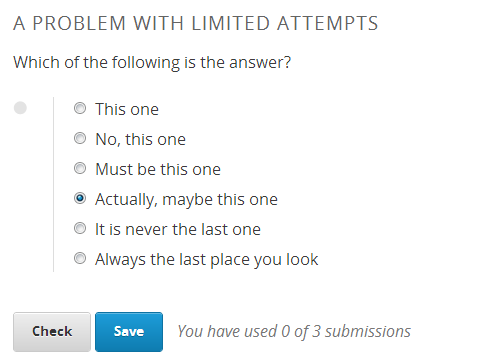 A PROBLEM WITH LIMITED ATTEMPTS
Which of the following is the answer?
This one
No, this one
Must be this one
Actually, maybe this one
It is never the last one
Always the last place you look
Check Save You have used 0 of 3 submissions